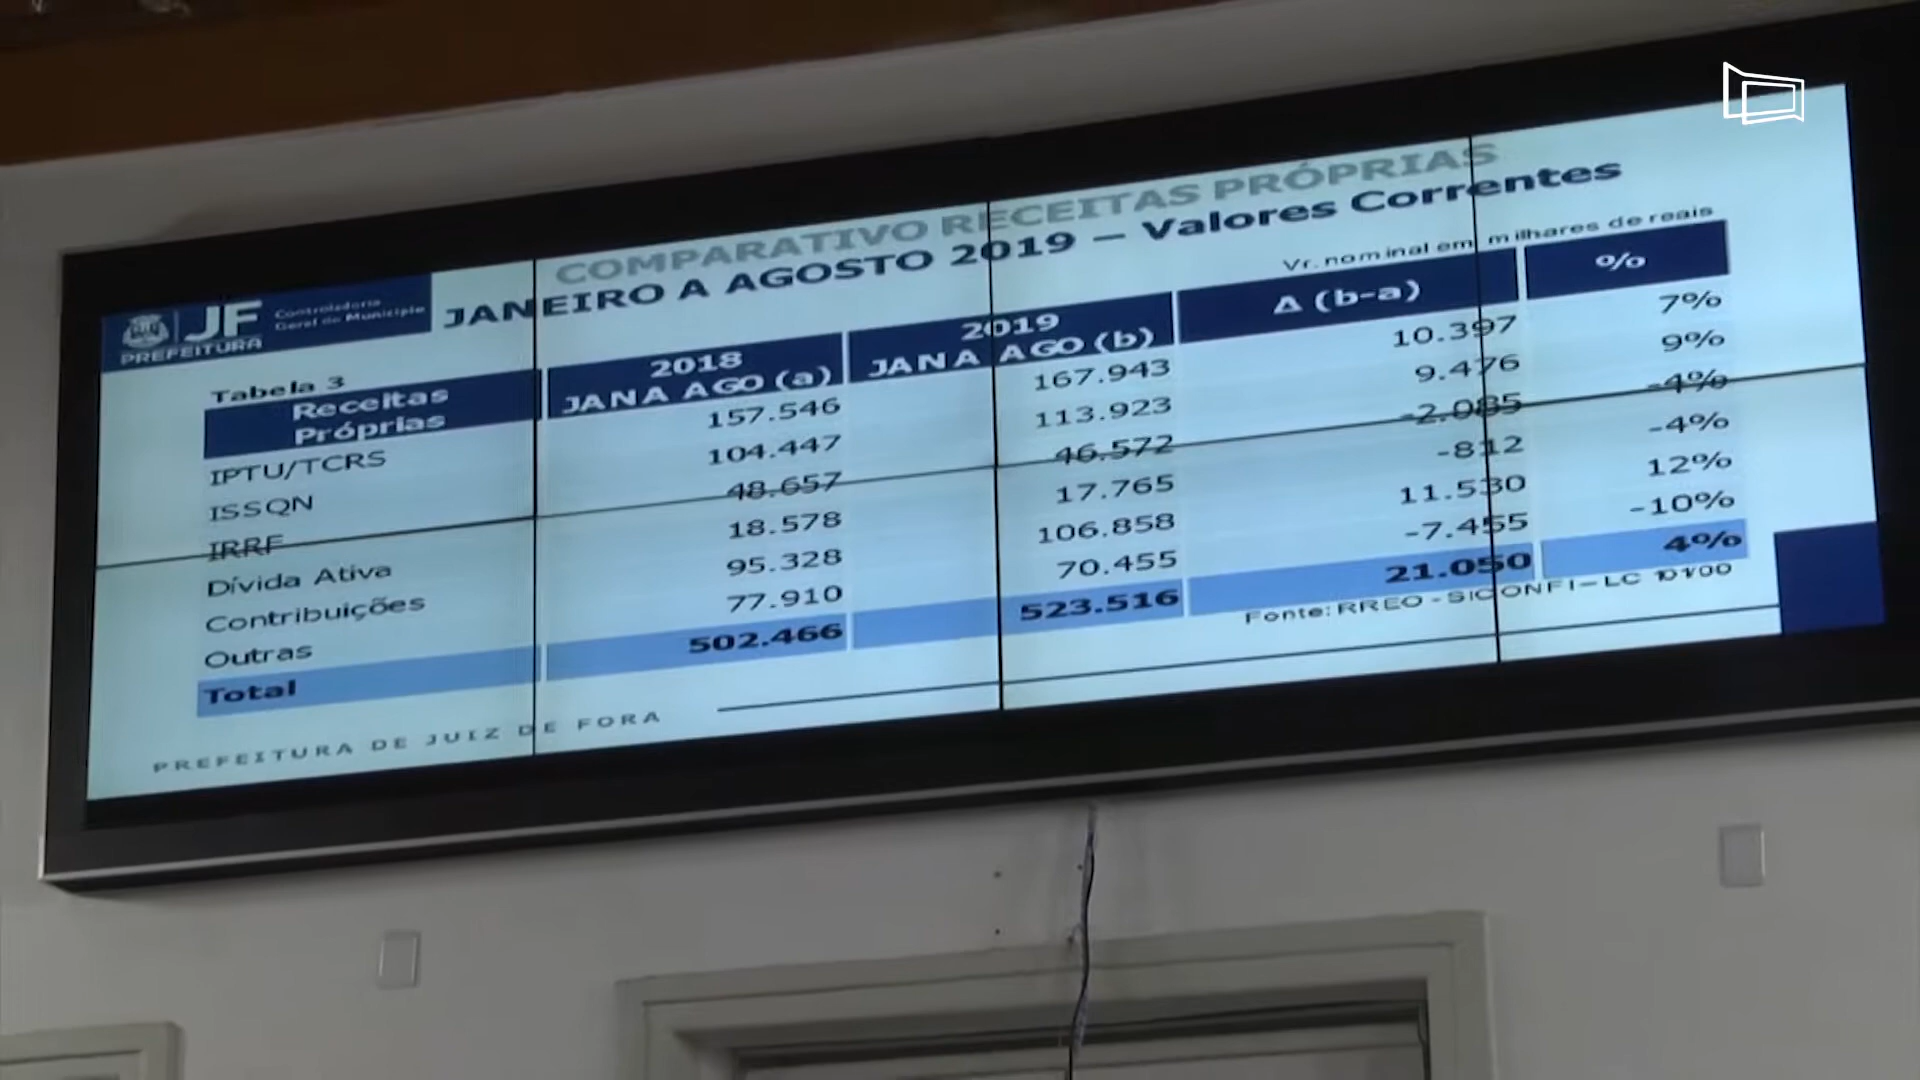 JF
PREFEITURA
Controladoria
Geral do Município
COMPARATIVO RECEITAS PRÓPRIAS
JANEIRO A AGOSTO 2019 – Valores Correntes
Vr. nominal em milhares de reais
Tabela 3
Receitas Próprias 2018 JAN A AGO (a) 2019 JAN A AGO (b) Δ (b-a) %
IPTU/TCRS 157.546 167.943 10.397 7%
ISSQN 104.447 113.923 9.476 9%
IRRF 48.657 46.572 -2.085 -4%
Dívida Ativa 18.578 17.765 -812 -4%
Contribuições 95.328 106.858 11.530 12%
Outras 77.910 70.455 -7.455 -10%
Total 502.466 523.516 21.050 4%
Fonte: RREO - SICONFI – LC 101/00
PREFEITURA DE JUIZ DE FORA